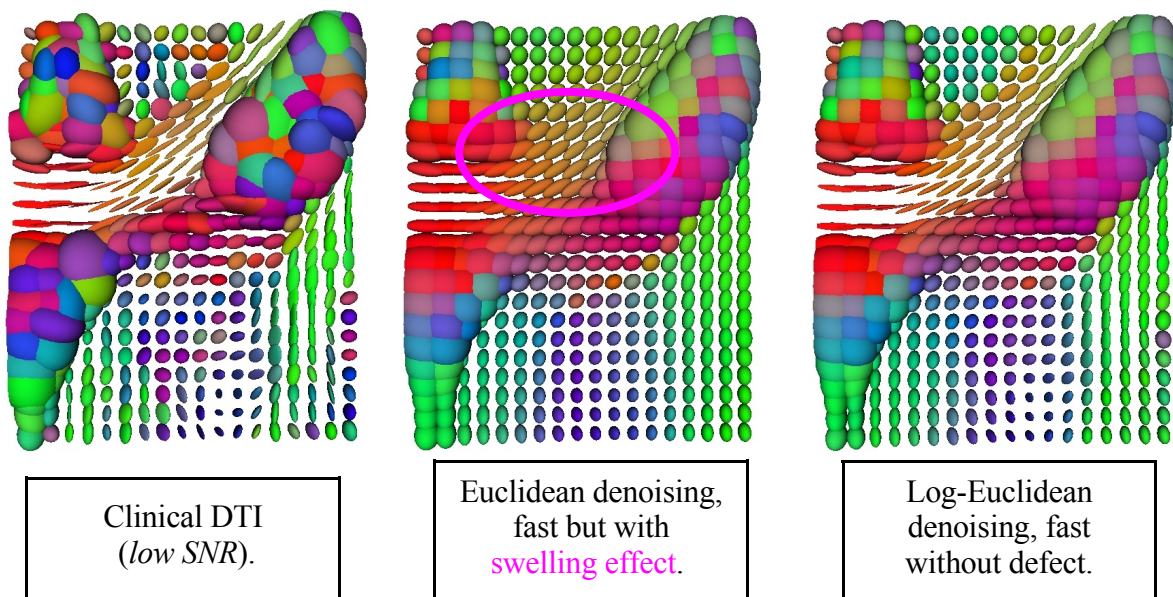 Clinical DTI
(low SNR).
Euclidean denoising,
fast but with
swelling effect.
Log-Euclidean
denoising, fast
without defect.